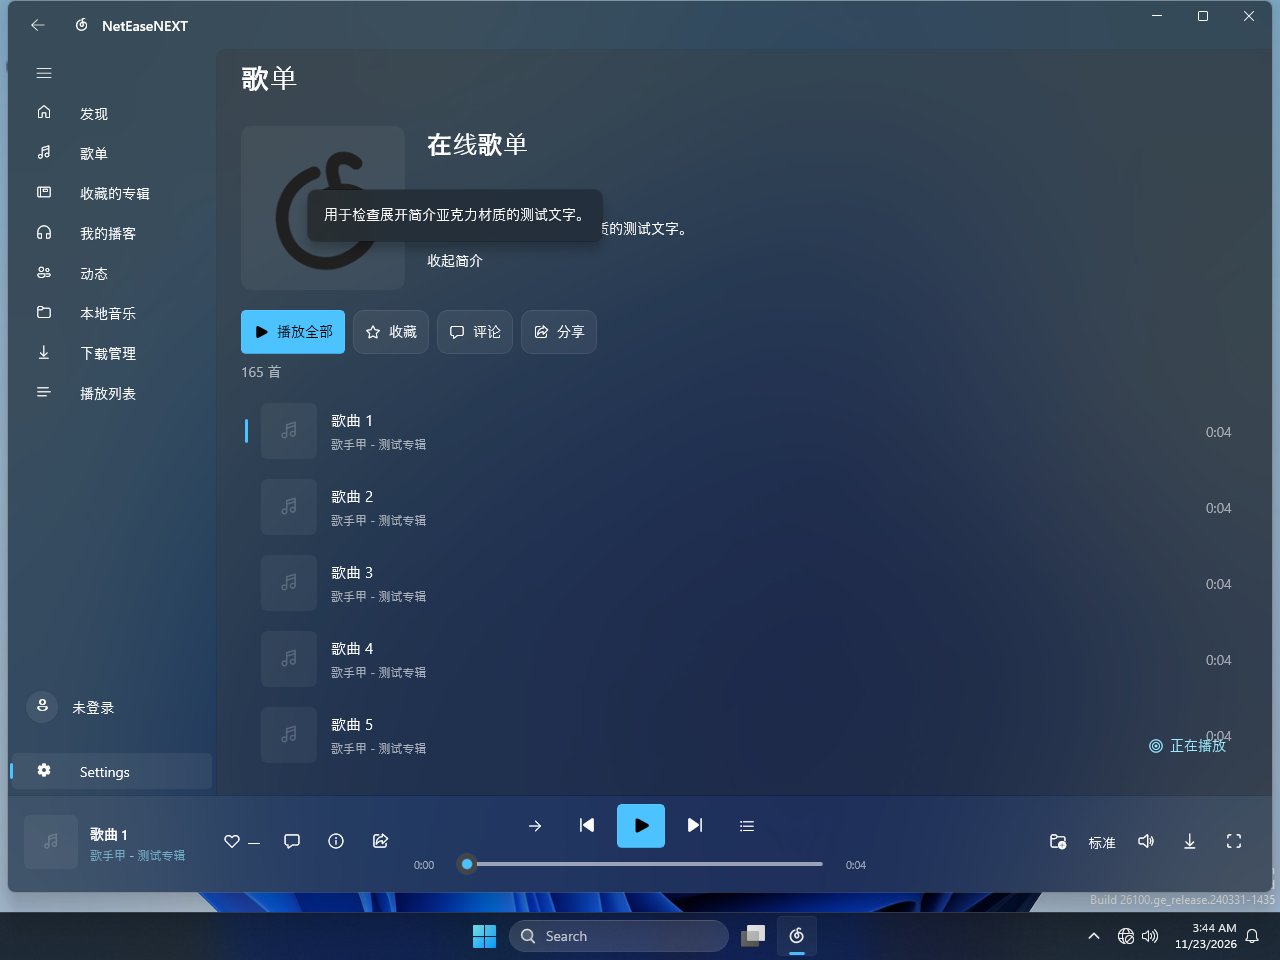 NetEaseNEXT
发现
歌单
收藏的专辑
我的播客
动态
本地音乐
下载管理
播放列表
未登录
Settings
歌单
在线歌单
用于检查展开简介亚克力材质的测试文字。
质的测试文字。
收起简介
播放全部
收藏
评论
分享
165 首
歌曲 1
歌手甲 - 测试专辑
0:04
歌曲 2
歌手甲 - 测试专辑
0:04
歌曲 3
歌手甲 - 测试专辑
0:04
歌曲 4
歌手甲 - 测试专辑
0:04
歌曲 5
歌手甲 - 测试专辑
0:04
正在播放
歌曲 1
歌手甲 - 测试专辑
0:00
0:04
标准
Build 26100.ge_release.240331-1435
Search
3:44 AM
11/23/2026